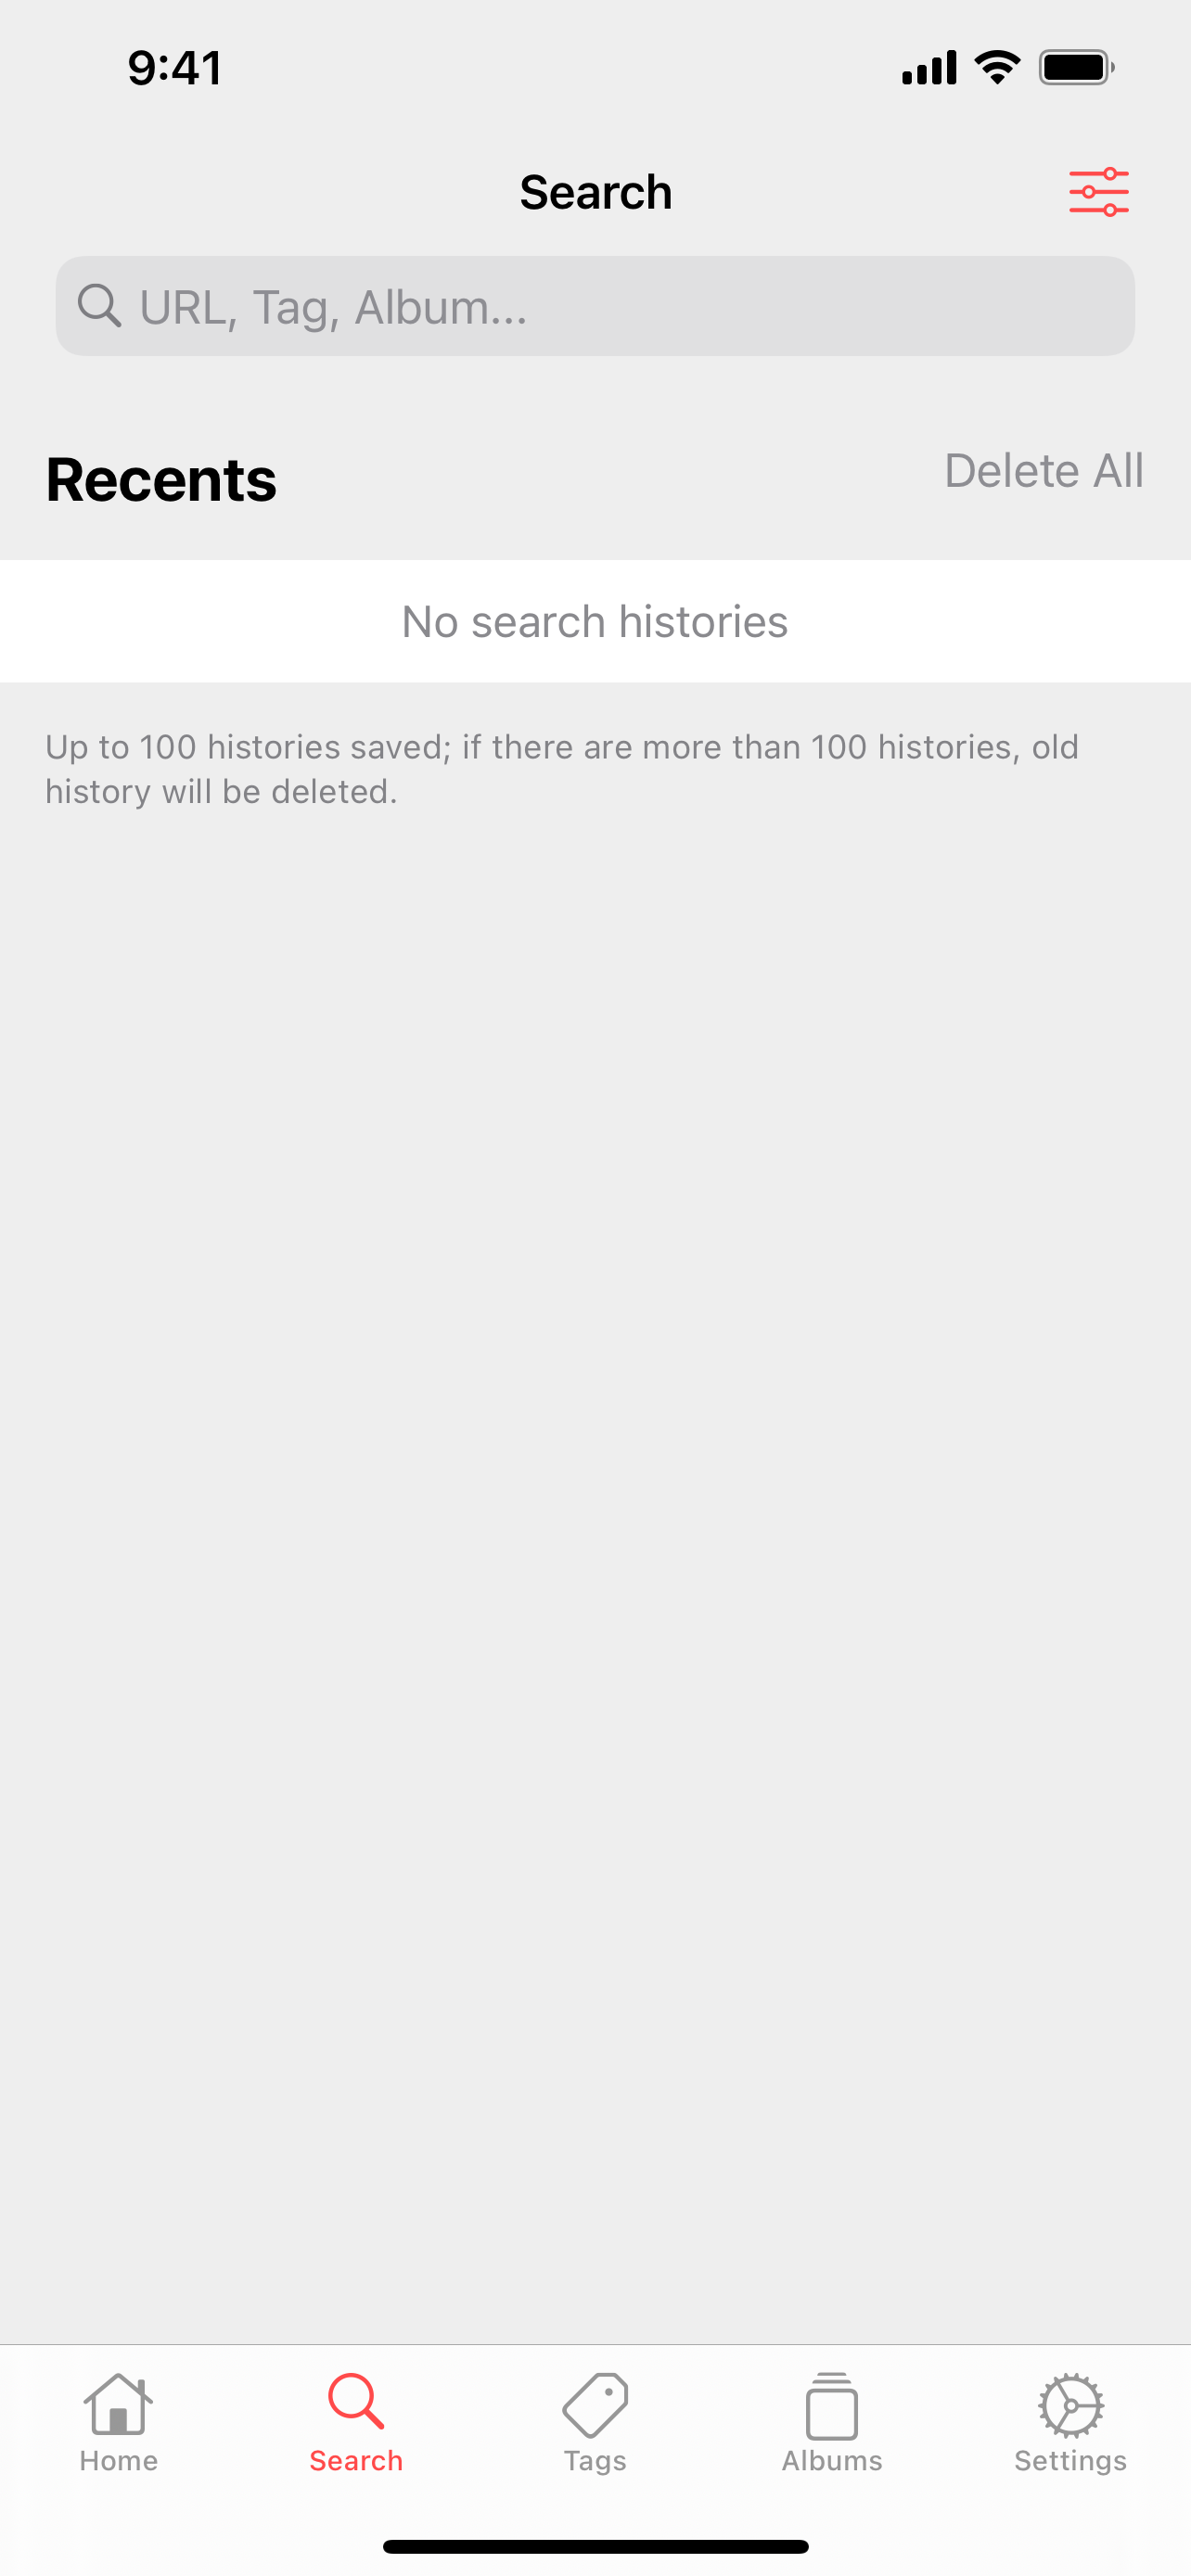 9:41
Search
URL, Tag, Album...
Recents
Delete All
No search histories
Up to 100 histories saved; if there are more than 100 histories, old
history will be deleted.
Home
Search
Tags
Albums
Settings